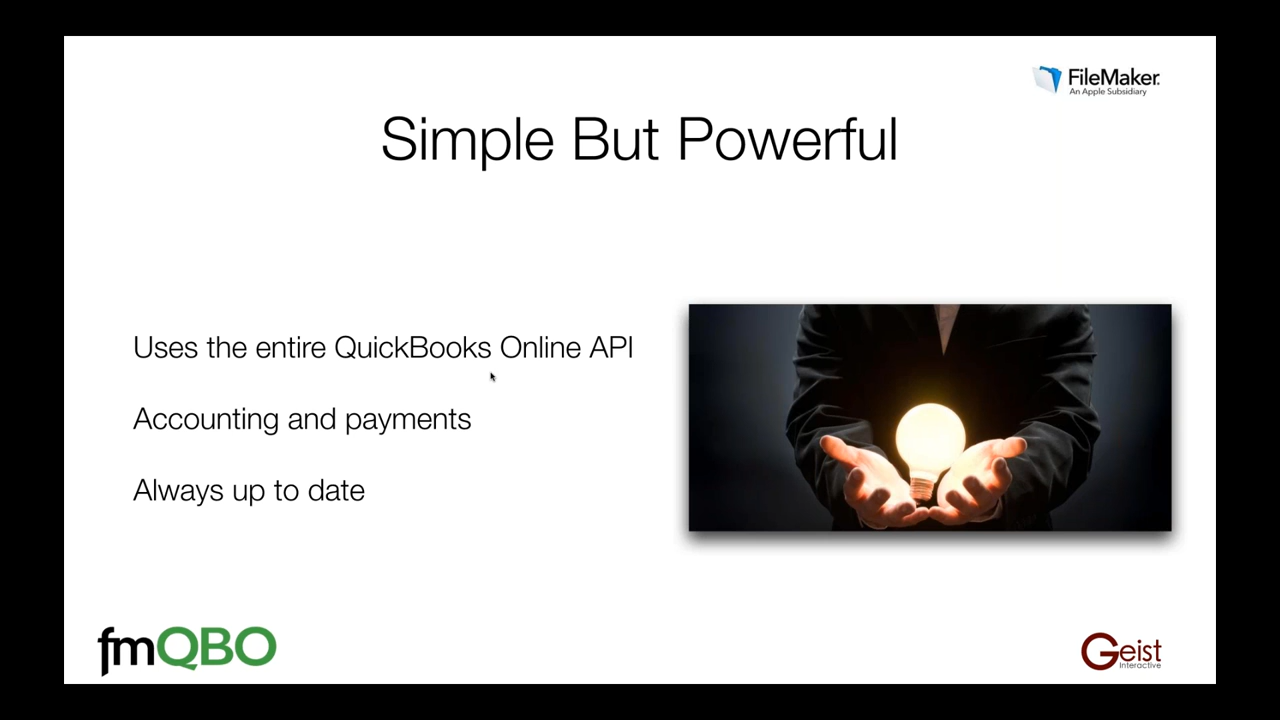 FileMaker.
An Apple Subsidiary
Simple But Powerful
Uses the entire QuickBooks Online API
Accounting and payments
Always up to date
fmQBO
Geist
Interactive